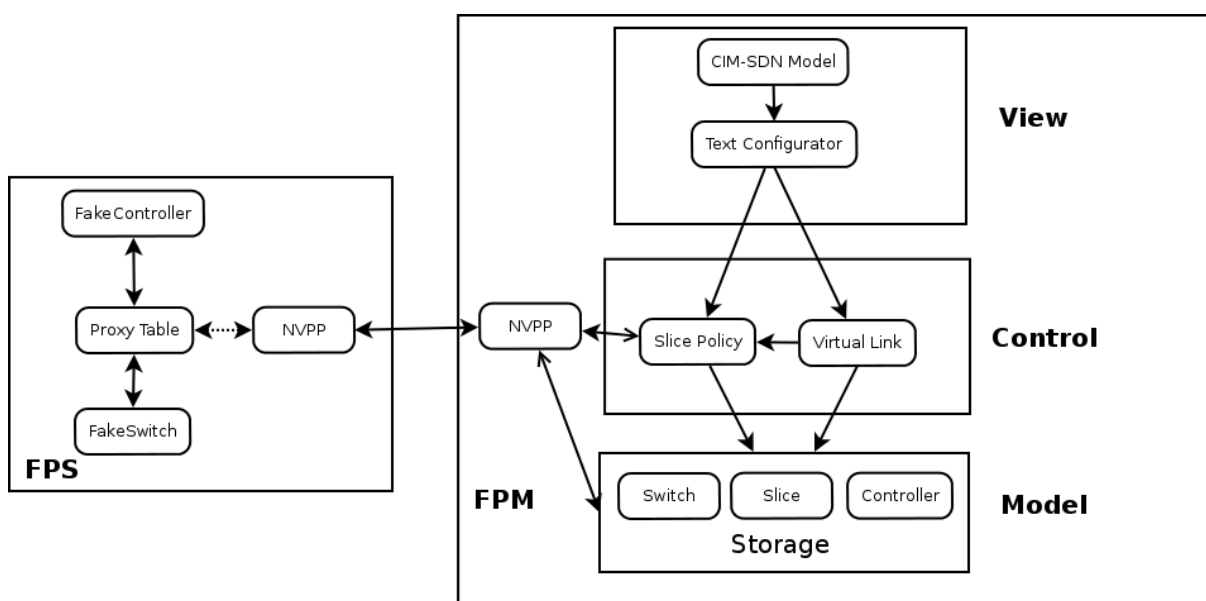 CIM-SDN Model
View
Text Configurator
FakeController
Proxy Table
NVPP
NVPP
Slice Policy
Virtual Link
Control
FakeSwitch
FPS
FPM
Switch
Slice
Controller
Model
Storage